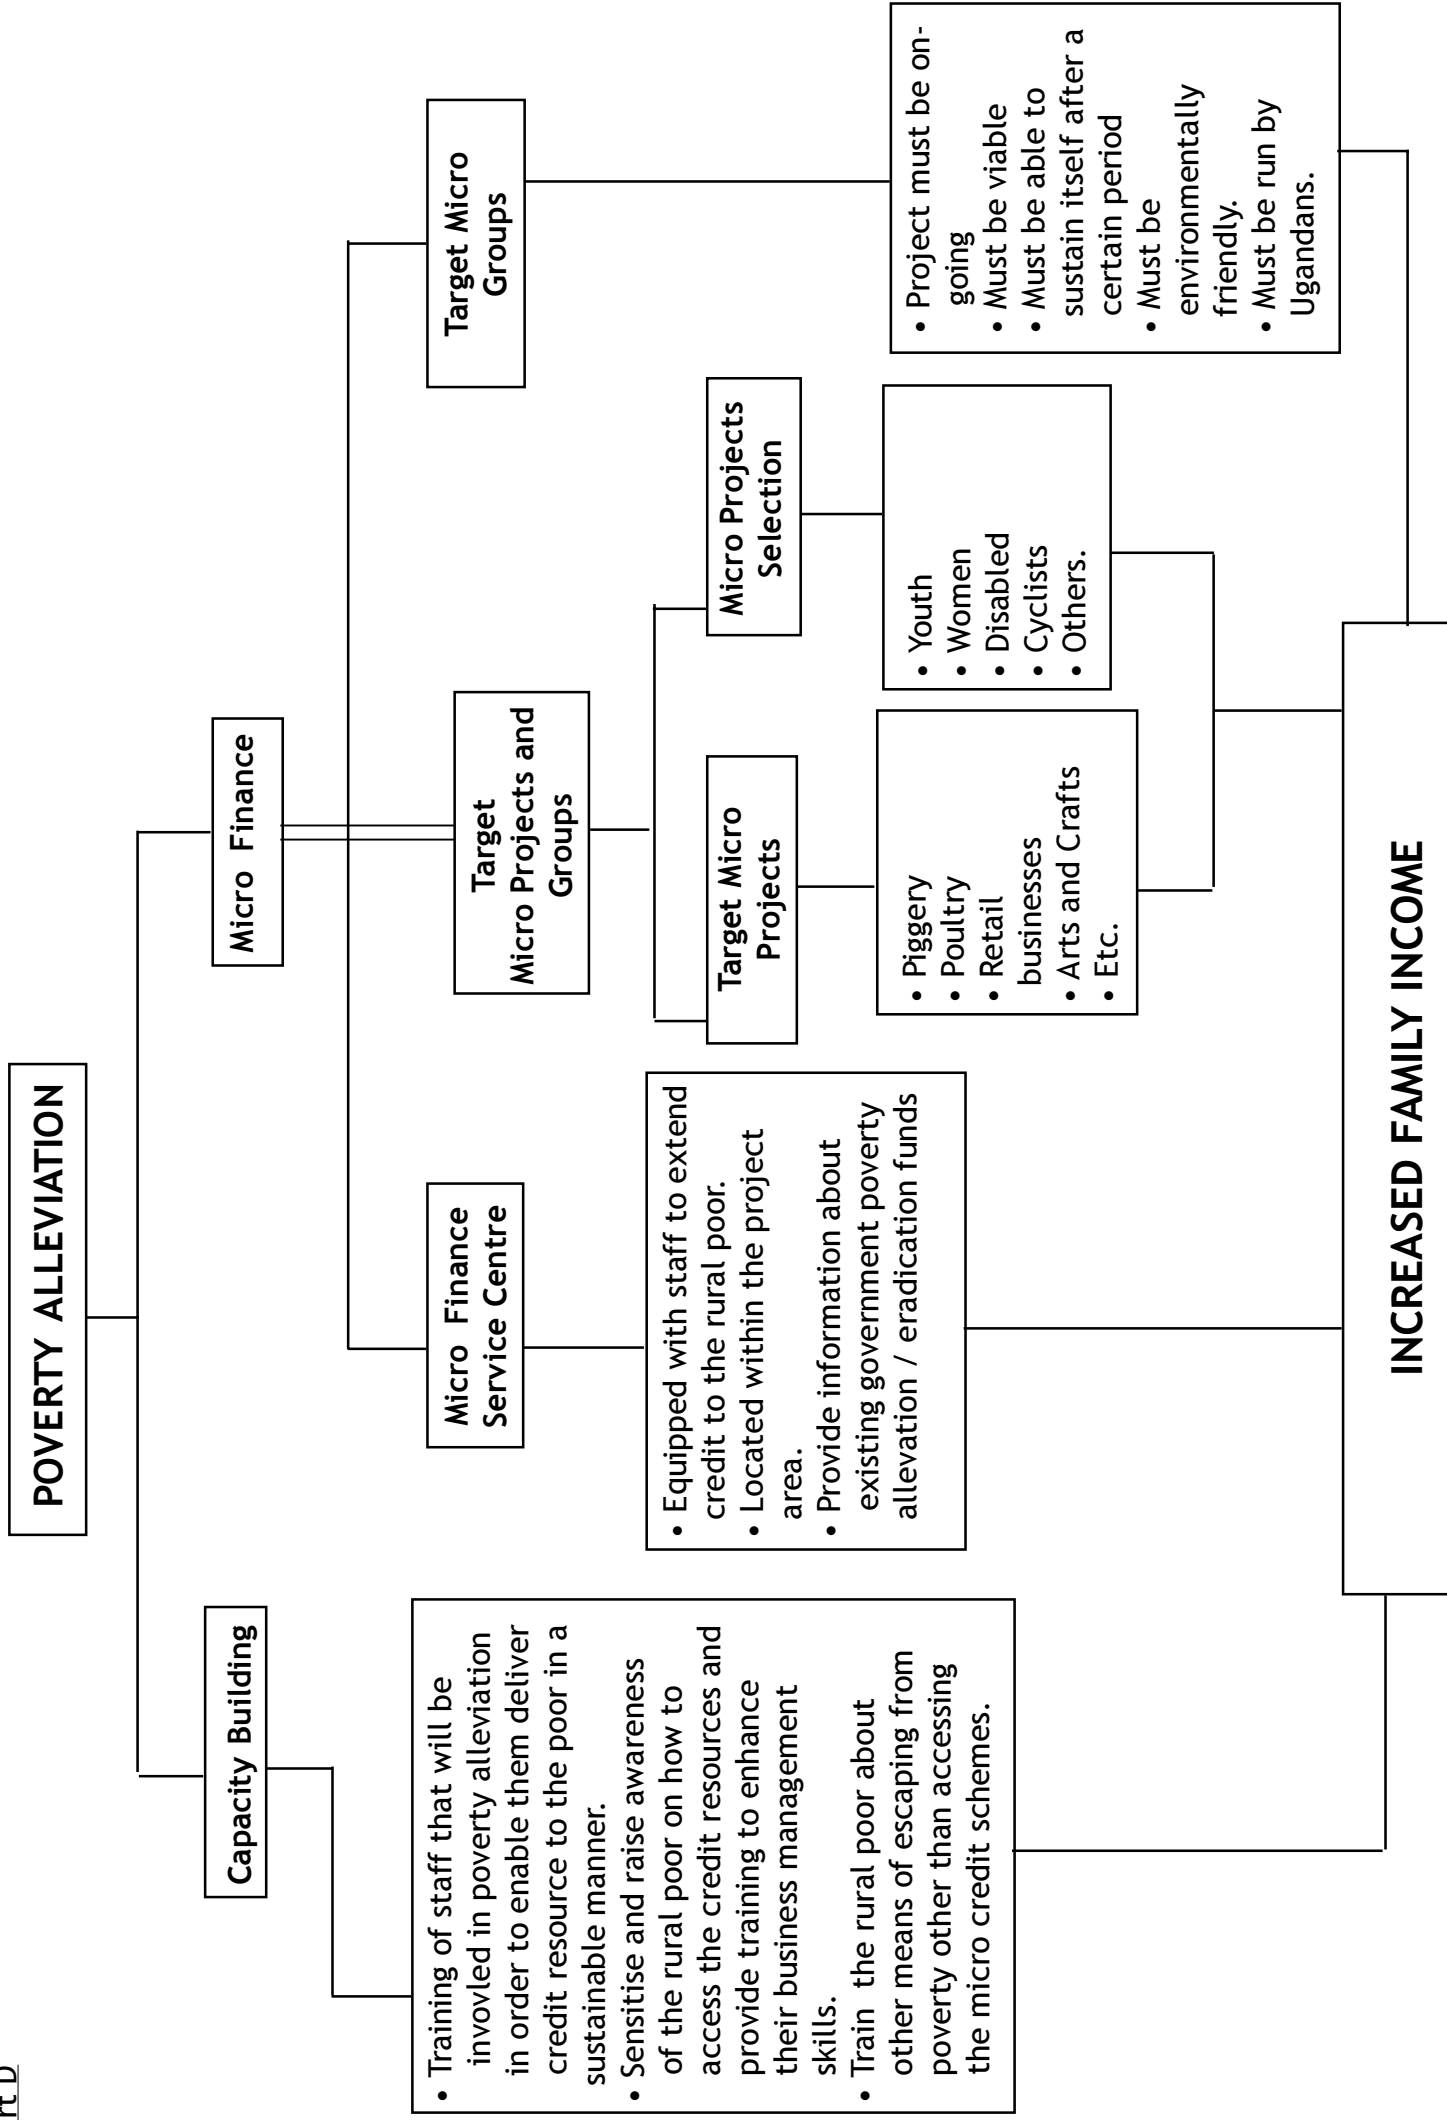 rt D
POVERTY ALLEVIATION
Capacity Building
Micro Finance
• Training of staff that will be
invovled in poverty alleviation
in order to enable them deliver
credit resource to the poor in a
sustainable manner.
• Sensitise and raise awareness
of the rural poor on how to
access the credit resources and
provide training to enhance
their business management
skills.
• Train the rural poor about
other means of escaping from
poverty other than accessing
the micro credit schemes.
Micro Finance
Service Centre
• Equipped with staff to extend
credit to the rural poor.
• Located within the project
area.
• Provide information about
existing government poverty
allevation / eradication funds
Target
Micro Projects and
Groups
Target Micro
Projects
• Piggery
• Poultry
• Retail
businesses
• Arts and Crafts
• Etc.
Micro Projects
Selection
• Youth
• Women
• Disabled
• Cyclists
• Others.
Target Micro
Groups
• Project must be on-
going
• Must be viable
• Must be able to
sustain itself after a
certain period
• Must be
environmentally
friendly.
• Must be run by
Ugandans.
INCREASED FAMILY INCOME